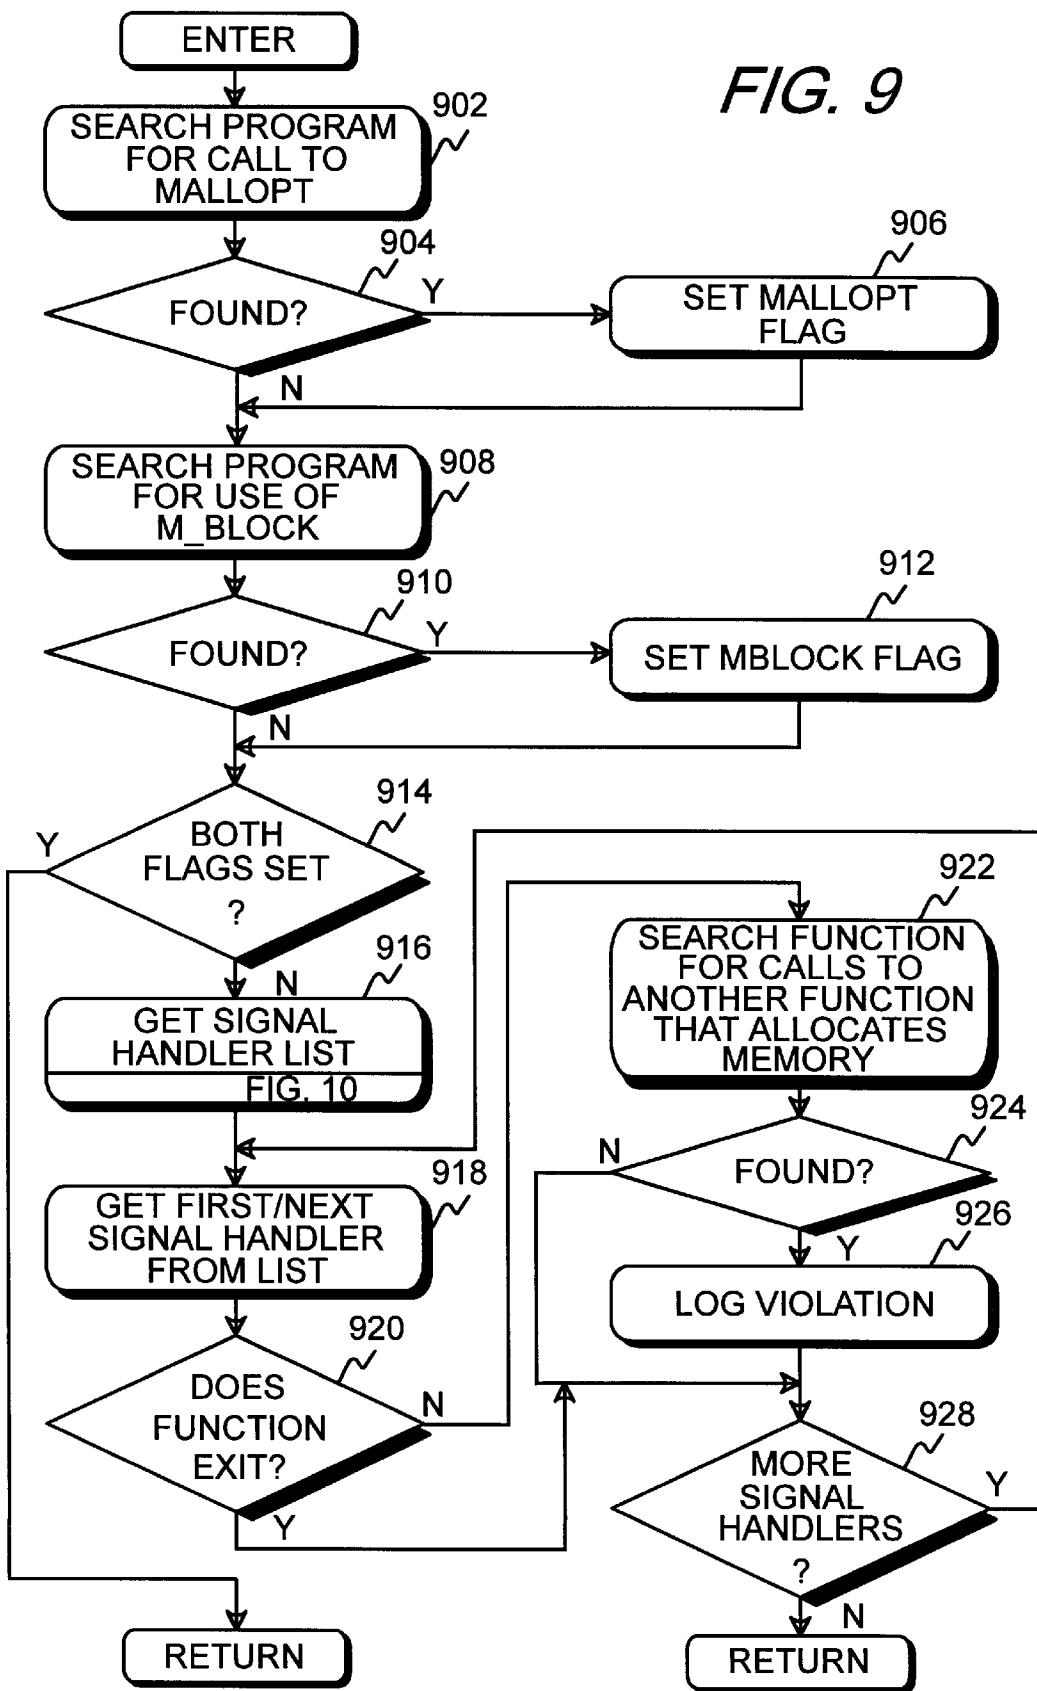 ENTER
FIG. 9
902
SEARCH PROGRAM
FOR CALL TO
MALLOPT
904
FOUND?
Y
N
906
SET MALLOPT
FLAG
908
SEARCH PROGRAM
FOR USE OF
M_BLOCK
910
FOUND?
Y
N
912
SET MBLOCK FLAG
914
Y
BOTH
FLAGS SET
?
N
916
GET SIGNAL
HANDLER LIST
FIG. 10
918
GET FIRST/NEXT
SIGNAL HANDLER
FROM LIST
920
DOES
FUNCTION
EXIT?
N
Y
RETURN
922
SEARCH FUNCTION
FOR CALLS TO
ANOTHER FUNCTION
THAT ALLOCATES
MEMORY
924
N
FOUND?
Y
926
LOG VIOLATION
928
MORE
SIGNAL
HANDLERS
?
Y
N
RETURN